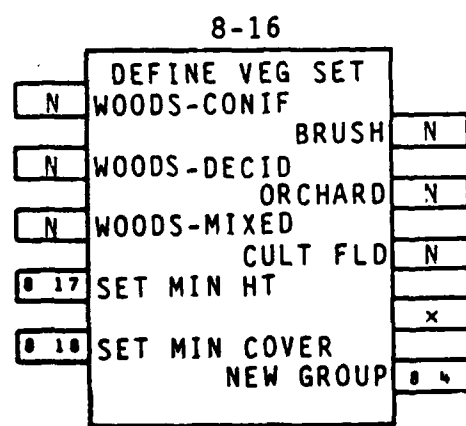 8-16
DEFINE VEG SET
N WOODS-CONIF
BRUSH N
N WOODS-DECID
ORCHARD N
N WOODS-MIXED
CULT FLD N
8 17 SET MIN HT
x
8 18 SET MIN COVER
NEW GROUP 8 4